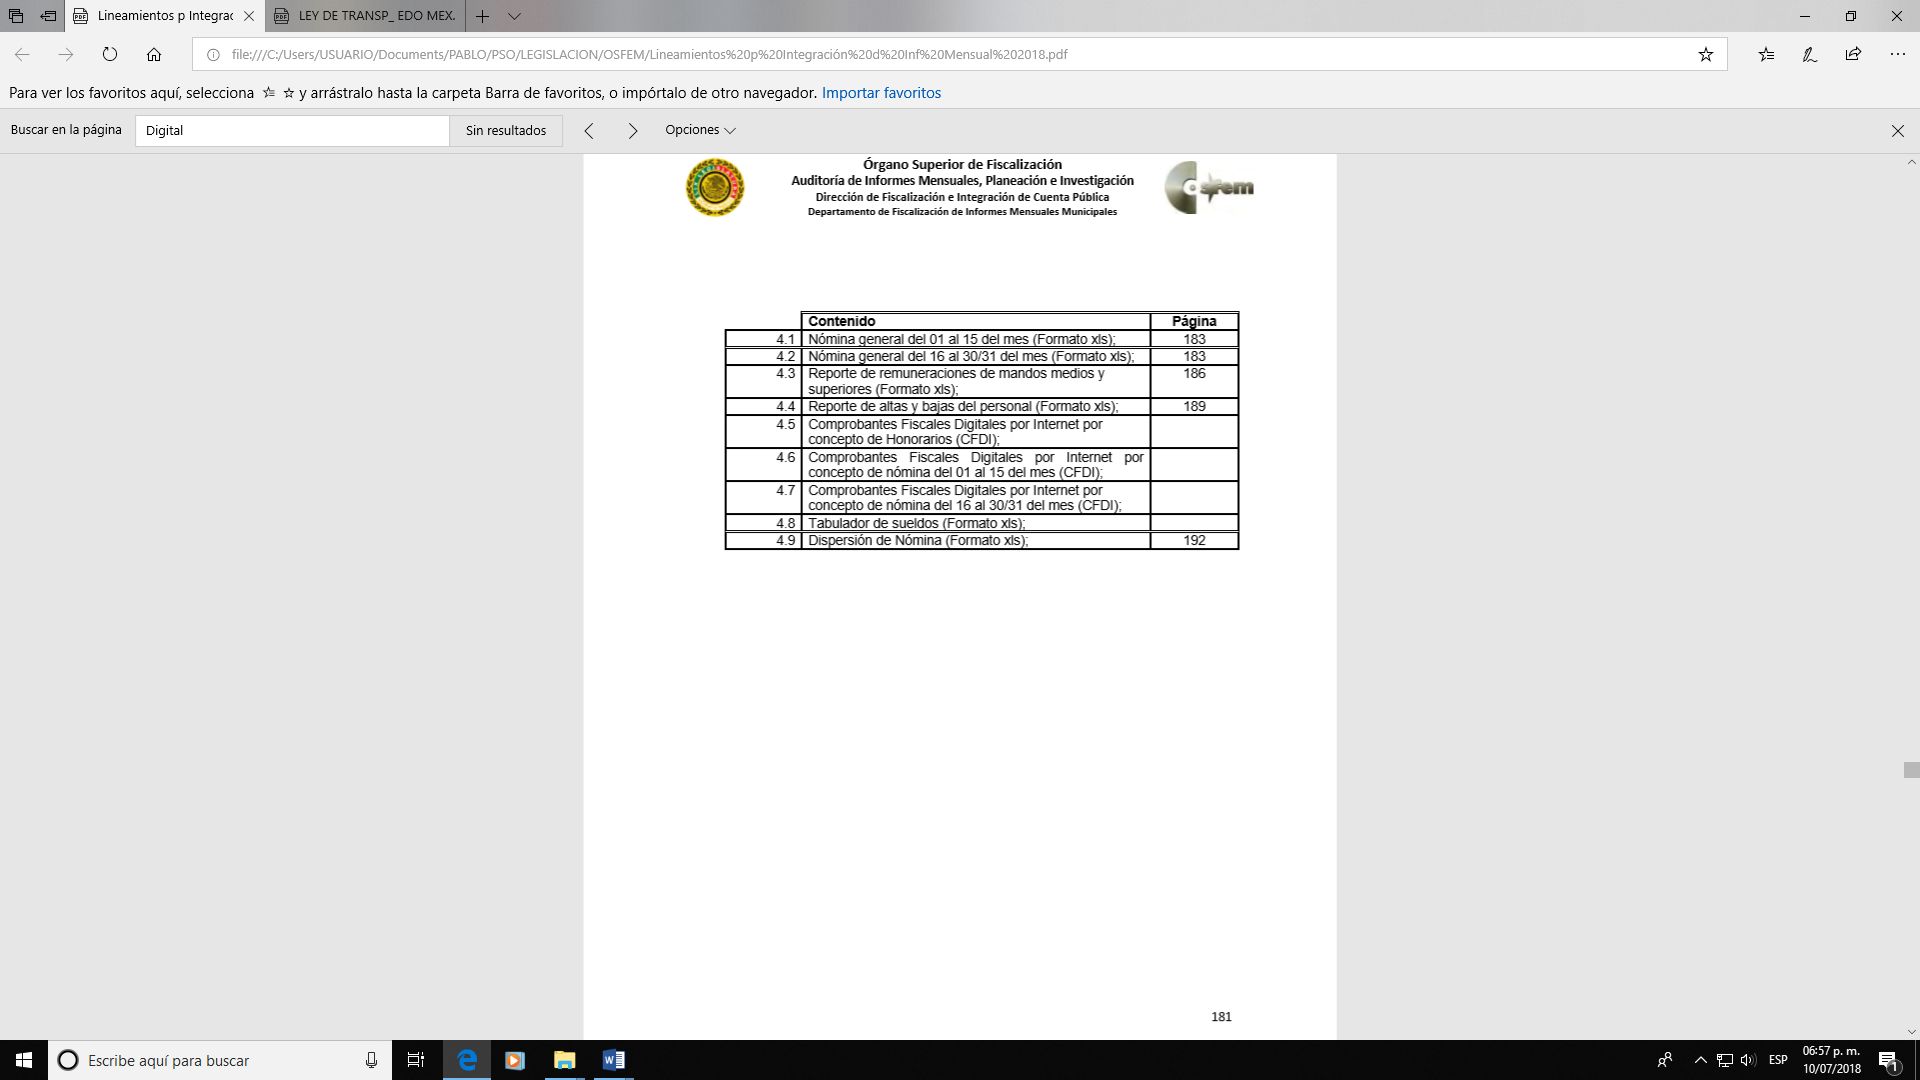 Lineamientos p Integrac
LEY DE TRANSP_ EDO MEX.
file:///C:/Users/USUARIO/Documents/PABLO/PSO/LEGISLACION/OSFEM/Lineamientos%20p%20Integración%20d%20Inf%20Mensual%202018.pdf
Para ver los favoritos aquí, selecciona y arrástralo hasta la carpeta Barra de favoritos, o impórtalo de otro navegador. Importar favoritos
Buscar en la página Digital Sin resultados Opciones
Órgano Superior de Fiscalización
Auditoría de Informes Mensuales, Planeación e Investigación
Dirección de Fiscalización e Integración de Cuenta Pública
Departamento de Fiscalización de Informes Mensuales Municipales
osfem
Contenido Página
4.1 Nómina general del 01 al 15 del mes (Formato xls); 183
4.2 Nómina general del 16 al 30/31 del mes (Formato xls); 183
4.3 Reporte de remuneraciones de mandos medios y 186
superiores (Formato xls);
4.4 Reporte de altas y bajas del personal (Formato xls); 189
4.5 Comprobantes Fiscales Digitales por Internet por
concepto de Honorarios (CFDI);
4.6 Comprobantes Fiscales Digitales por Internet por
concepto de nómina del 01 al 15 del mes (CFDI);
4.7 Comprobantes Fiscales Digitales por Internet por
concepto de nómina del 16 al 30/31 del mes (CFDI);
4.8 Tabulador de sueldos (Formato xls);
4.9 Dispersión de Nómina (Formato xls); 192
181
Escribe aquí para buscar
ESP
06:57 p. m.
10/07/2018
1